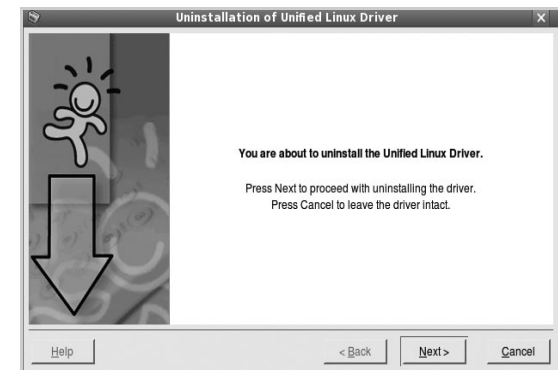 Uninstallation of Unified Linux Driver
You are about to uninstall the Unified Linux Driver.
Press Next to proceed with uninstalling the driver.
Press Cancel to leave the driver intact.
Help
< Back
Next >
Cancel